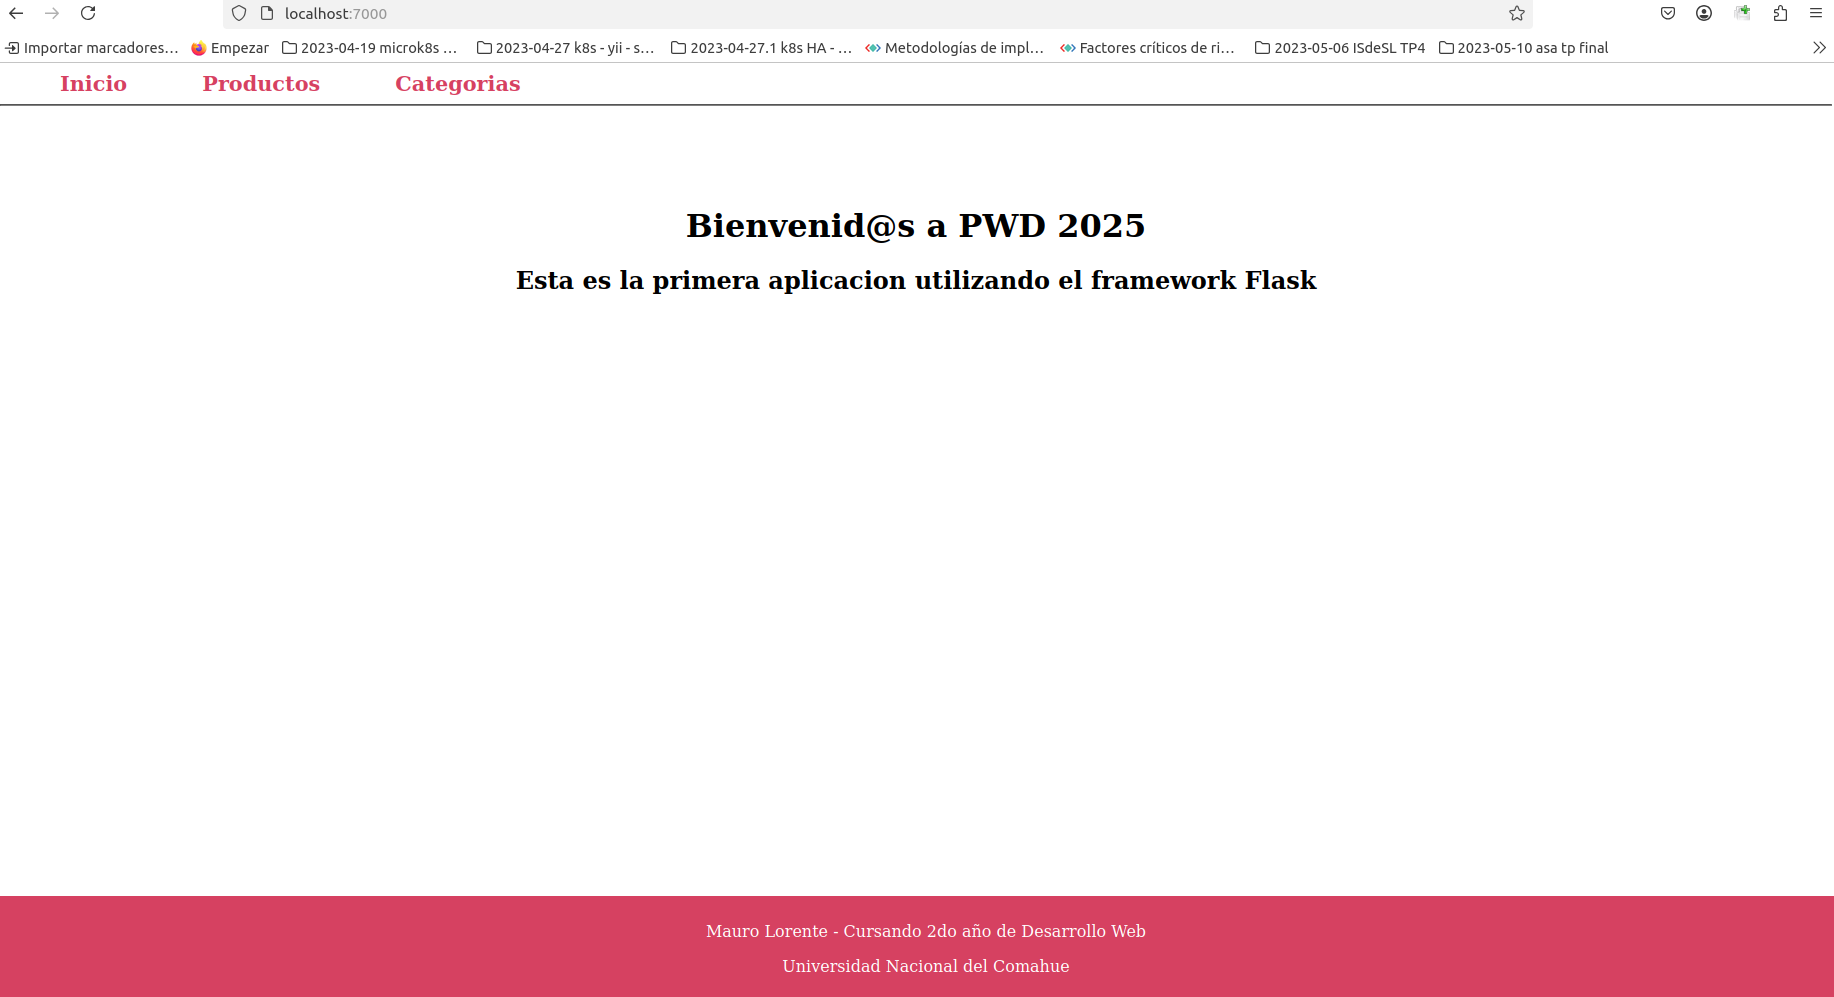 localhost:7000
Importar marcadores... Empezar 2023-04-19 microk8s ... 2023-04-27 k8s - yii - s... 2023-04-27.1 k8s HA - ... Metodologías de impl... Factores críticos de ri... 2023-05-06 ISdeSL TP4 2023-05-10 asa tp final
Inicio Productos Categorias
Bienvenid@s a PWD 2025
Esta es la primera aplicacion utilizando el framework Flask
Mauro Lorente - Cursando 2do año de Desarrollo Web
Universidad Nacional del Comahue